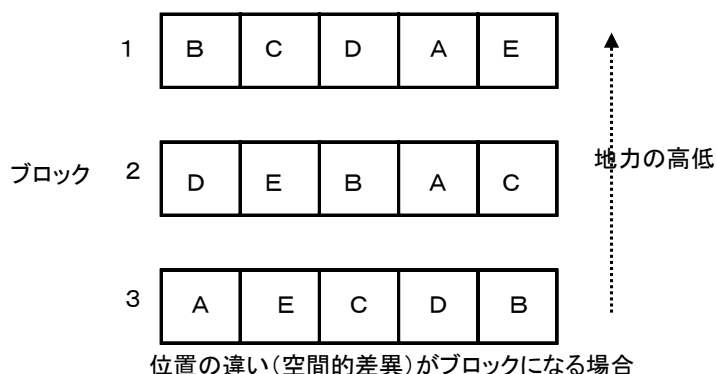 1 B C D A E
ブロック 2 D E B A C
地力の高低
3 A E C D B
位置の違い(空間的差異)がブロックになる場合